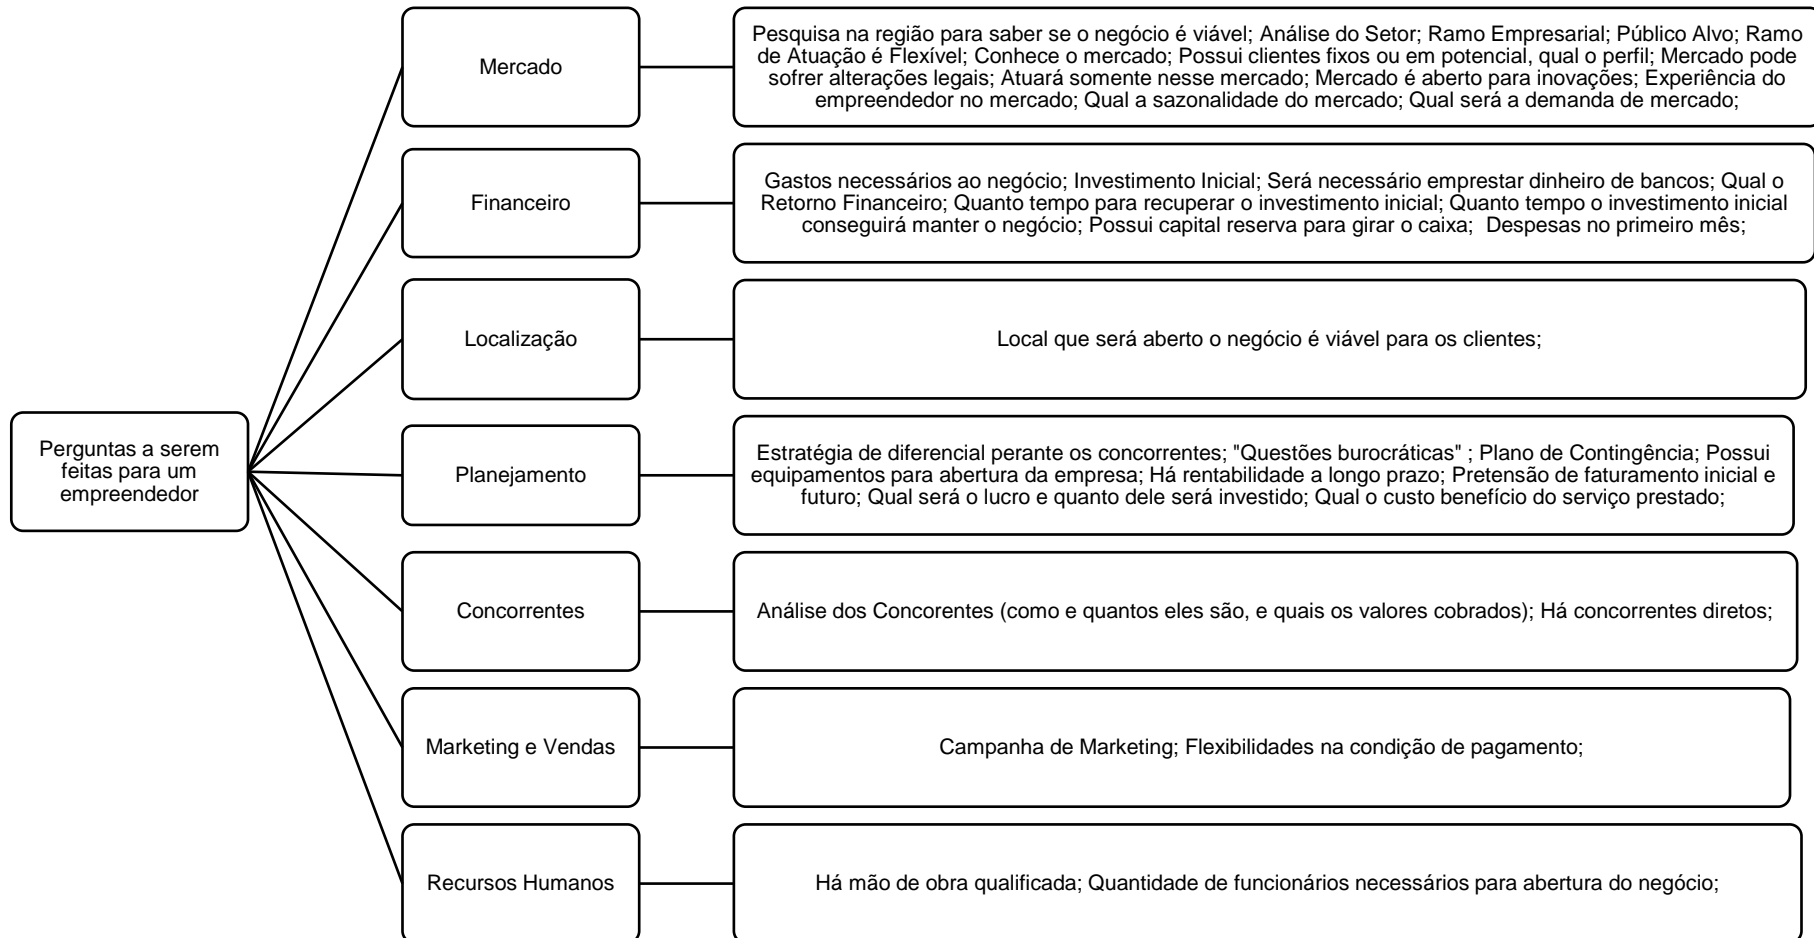 Perguntas a serem
feitas para um
empreendedor
Mercado
Pesquisa na região para saber se o negócio é viável; Análise do Setor; Ramo Empresarial; Público Alvo; Ramo
de Atuação é Flexível; Conhece o mercado; Possui clientes fixos ou em potencial, qual o perfil; Mercado pode
sofrer alterações legais; Atuará somente nesse mercado; Mercado é aberto para inovações; Experiência do
empreendedor no mercado; Qual a sazonalidade do mercado; Qual será a demanda de mercado;
Financeiro
Gastos necessários ao negócio; Investimento Inicial; Será necessário emprestar dinheiro de bancos; Qual o
Retorno Financeiro; Quanto tempo para recuperar o investimento inicial; Quanto tempo o investimento inicial
conseguirá manter o negócio; Possui capital reserva para girar o caixa;  Despesas no primeiro mês;
Localização
Local que será aberto o negócio é viável para os clientes;
Planejamento
Estratégia de diferencial perante os concorrentes; "Questões burocráticas" ; Plano de Contingência; Possui
equipamentos para abertura da empresa; Há rentabilidade a longo prazo; Pretensão de faturamento inicial e
futuro; Qual será o lucro e quanto dele será investido; Qual o custo benefício do serviço prestado;
Concorrentes
Análise dos Concorentes (como e quantos eles são, e quais os valores cobrados); Há concorrentes diretos;
Marketing e Vendas
Campanha de Marketing; Flexibilidades na condição de pagamento;
Recursos Humanos
Há mão de obra qualificada; Quantidade de funcionários necessários para abertura do negócio;